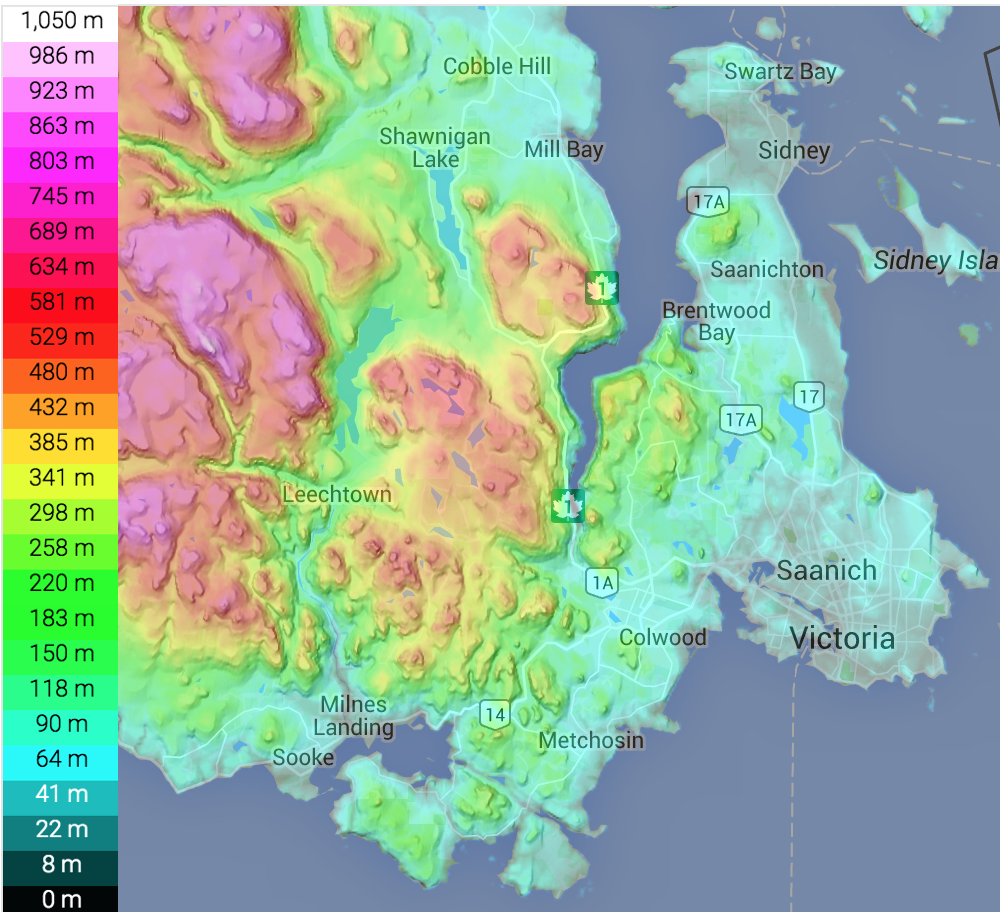 1,050 m
986 m
923 m
863 m
803 m
745 m
689 m
634 m
581 m
529 m
480 m
432 m
385 m
341 m
298 m
258 m
220 m
183 m
150 m
118 m
90 m
64 m
41 m
22 m
8 m
0 m
Cobble Hill
Swartz Bay
Shawnigan
Lake
Mill Bay
Sidney
17A
Saanichton
Sidney Isla
1
Brentwood
Bay
17
17A
Leechtown
1
1A
Saanich
Colwood
Victoria
Milnes
Landing
14
Metchosin
Sooke